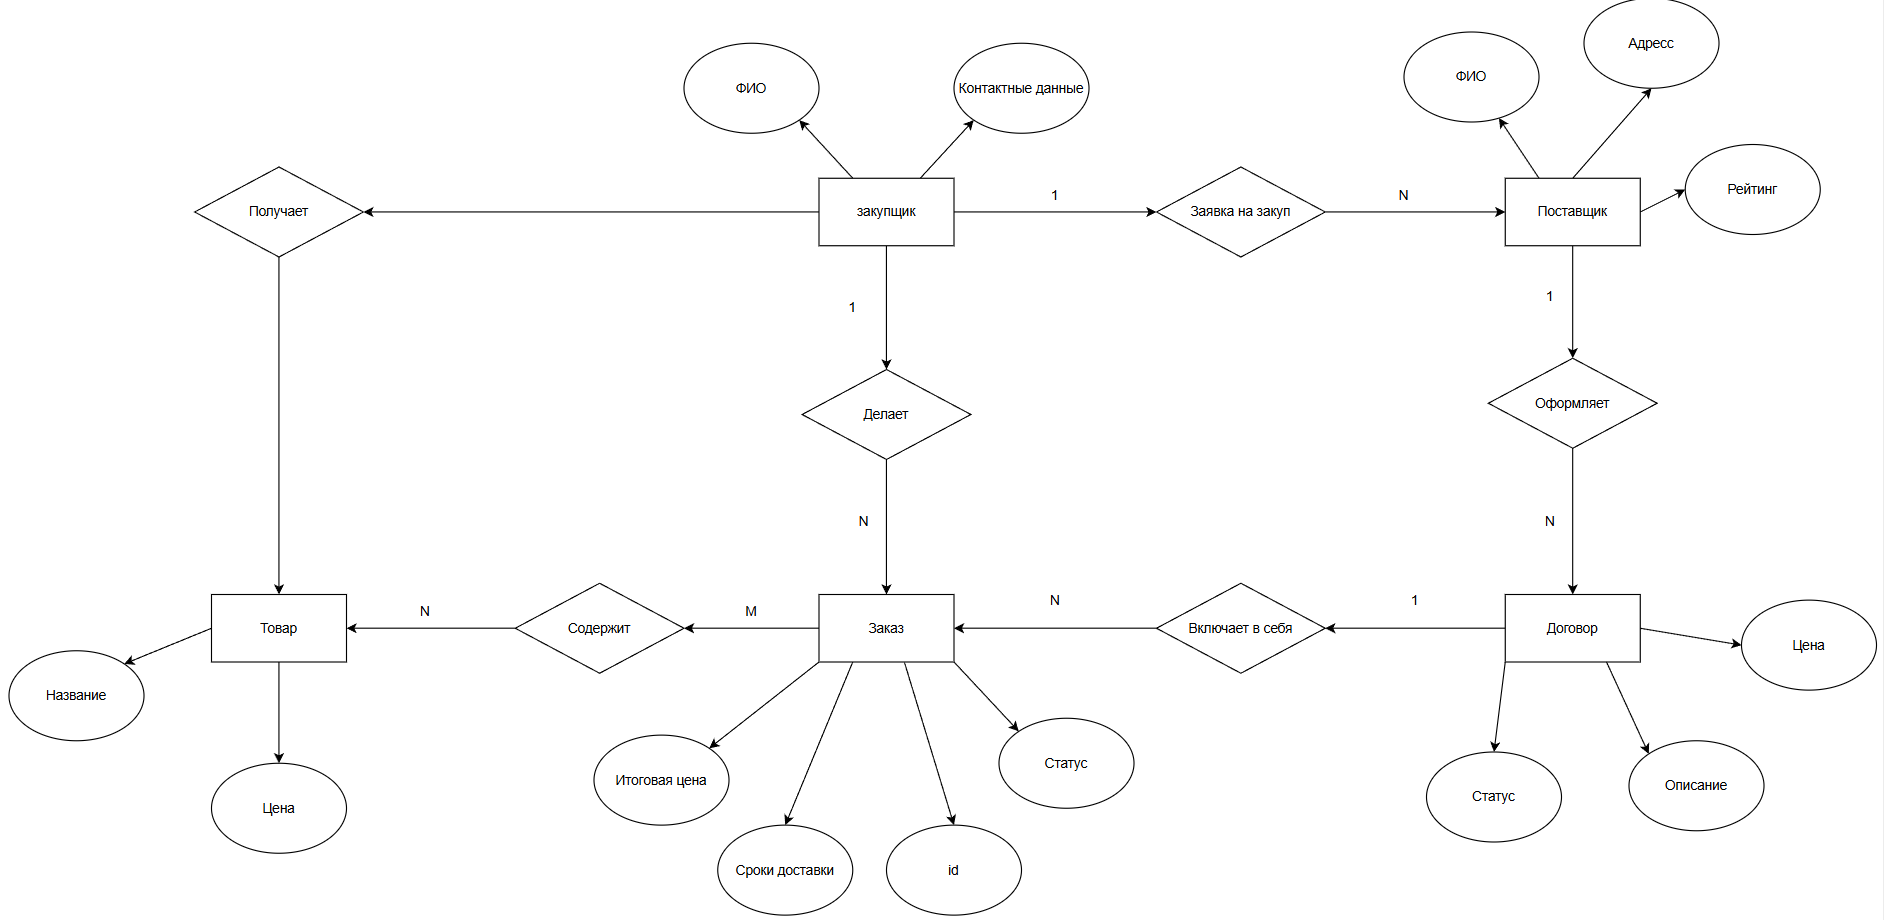 Адресс
ФИО
ФИО
Контактные данные
Рейтинг
Получает
закупщик
1
Заявка на закуп
N
Поставщик
1
1
Делает
Оформляет
N
N
Товар
N
Содержит
M
Заказ
N
Включает в себя
1
Договор
Цена
Название
Цена
Итоговая цена
Статус
Статус
Описание
Сроки доставки
id